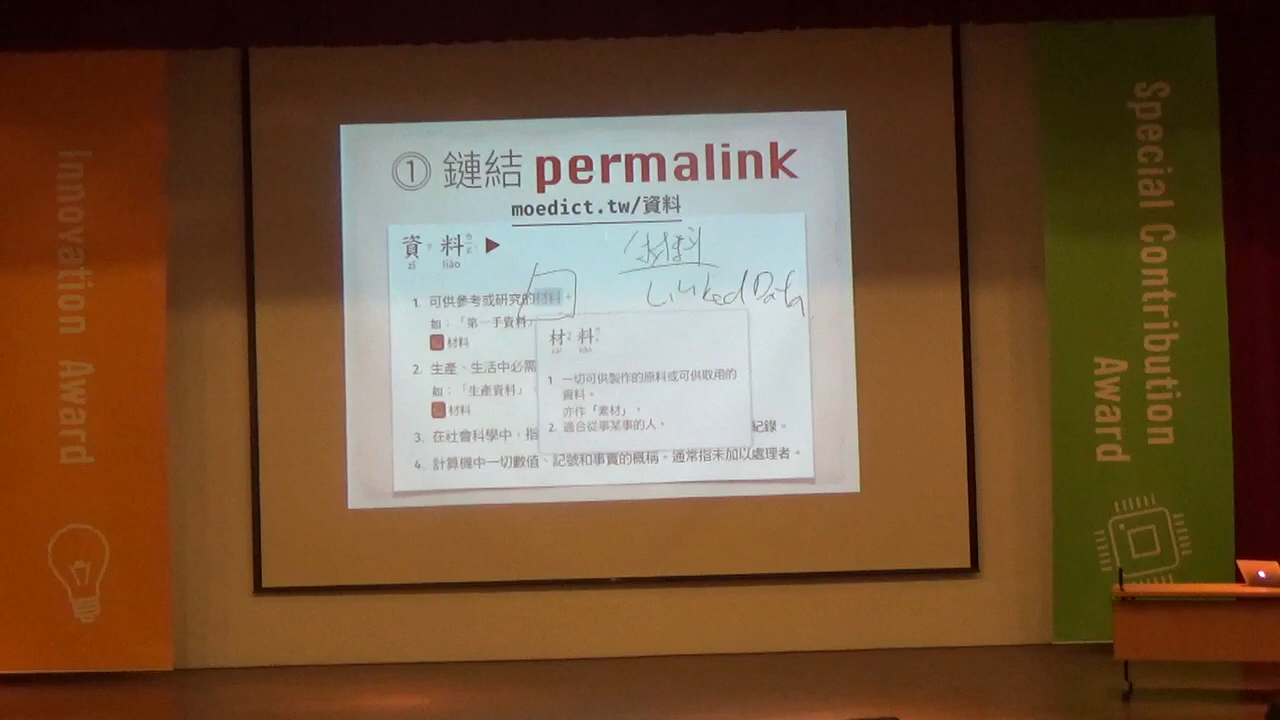 Innovation Award
① 鏈結 permalink
moedict.tw/資料
資 料 ▶
zī liào
材料
Linked Data
1. 可供參考或研究的材料。
如:「第一手資料」
材料
2. 生產、生活中必需
如:「生產資料」
材料
3. 在社會科學中,指
紀錄。
4. 計算機中一切數值、記號和事實的概稱。通常指未加以處理者。
材 料
1 一切可供製作的原料或可供取用的
資料。
亦作「素材」。
2. 適合從事某事的人。
Special Contribution
Award